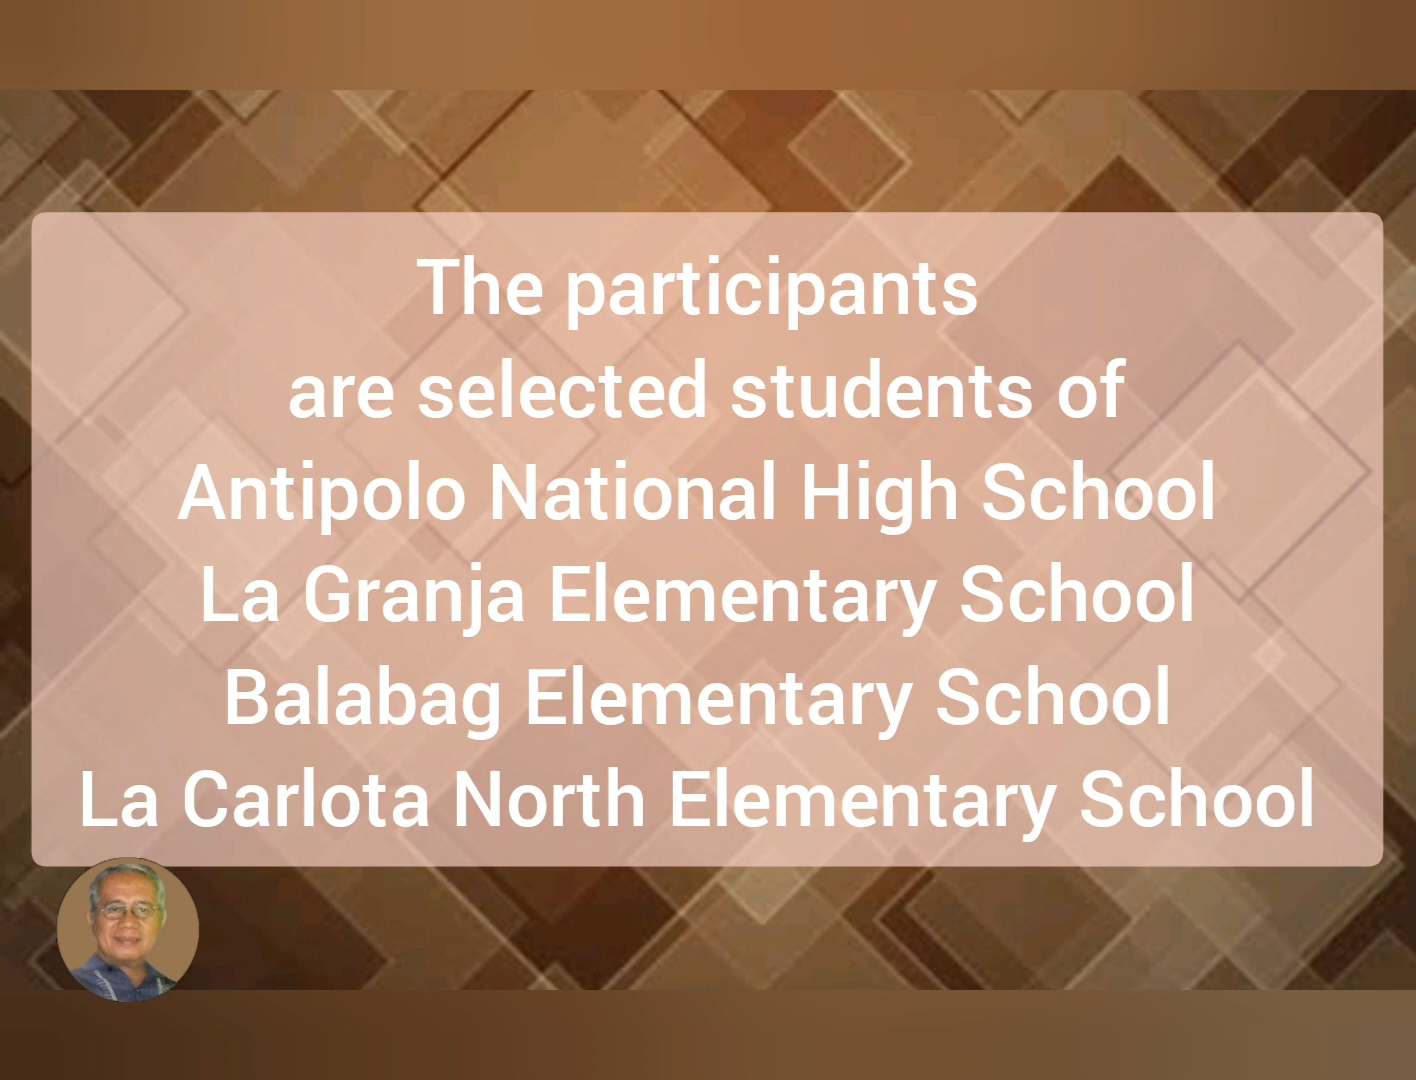 The participants
are selected students of
Antipolo National High School
La Granja Elementary School
Balabag Elementary School
La Carlota North Elementary School